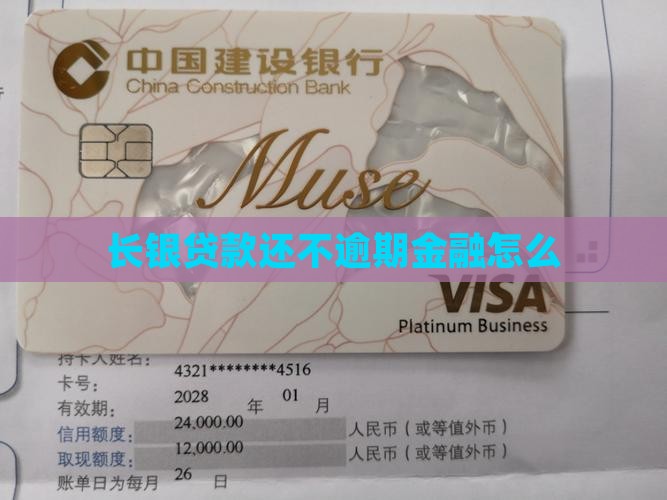 中国建设银行
China Construction Bank
Muse
长银贷款还不逾期金融怎么
VISA
Platinum Business
持卡人姓名：
卡号： 4321********4516
有效期： 2028 年 01 月
信用额度： 24,000.00 人民币（或等值外币）
取现额度： 12,000.00 人民币（或等值外币）
账单日为每月 26 日